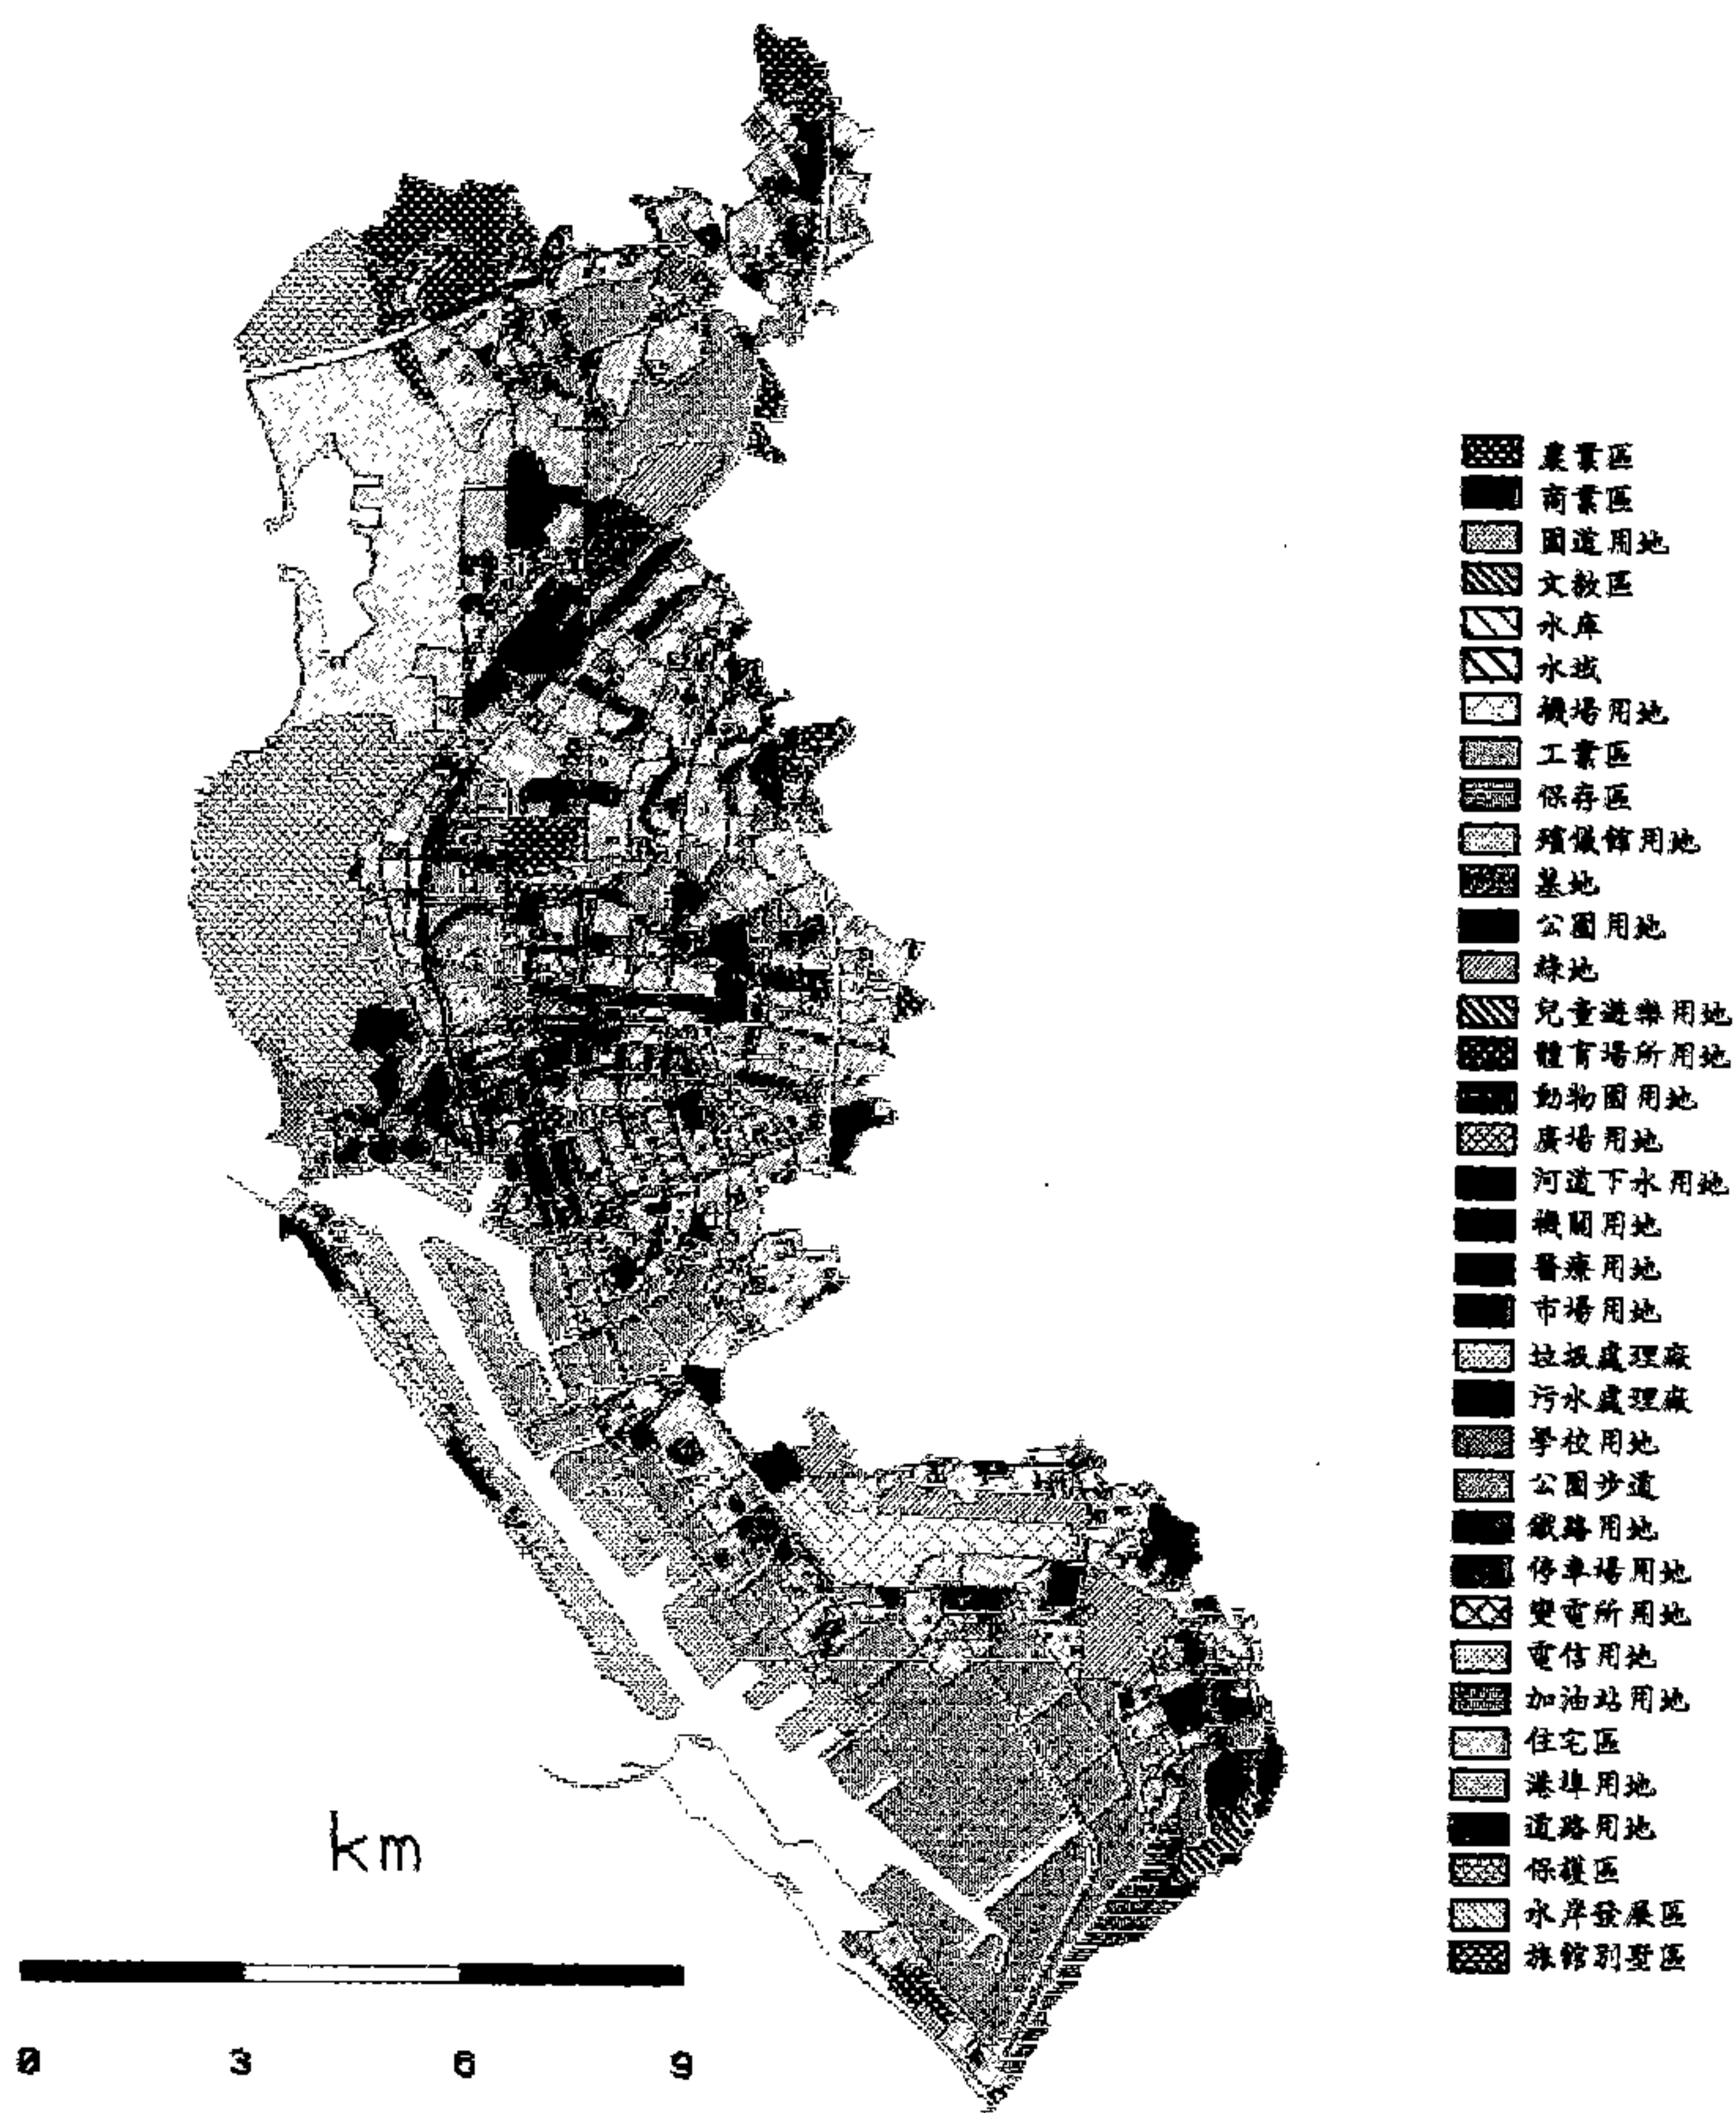 農業區
商業區
園道用地
文教區
水庫
水域
機場用地
工業區
保存區
殯儀館用地
墓地
公園用地
綠地
兒童遊樂用地
體育場所用地
動物園用地
廣場用地
河道下水用地
機關用地
醫療用地
市場用地
垃圾處理廠
污水處理廠
學校用地
公園步道
鐵路用地
停車場用地
變電所用地
電信用地
加油站用地
住宅區
港埠用地
道路用地
保護區
水岸發展區
旅館別墅區
km
0 3 6 9